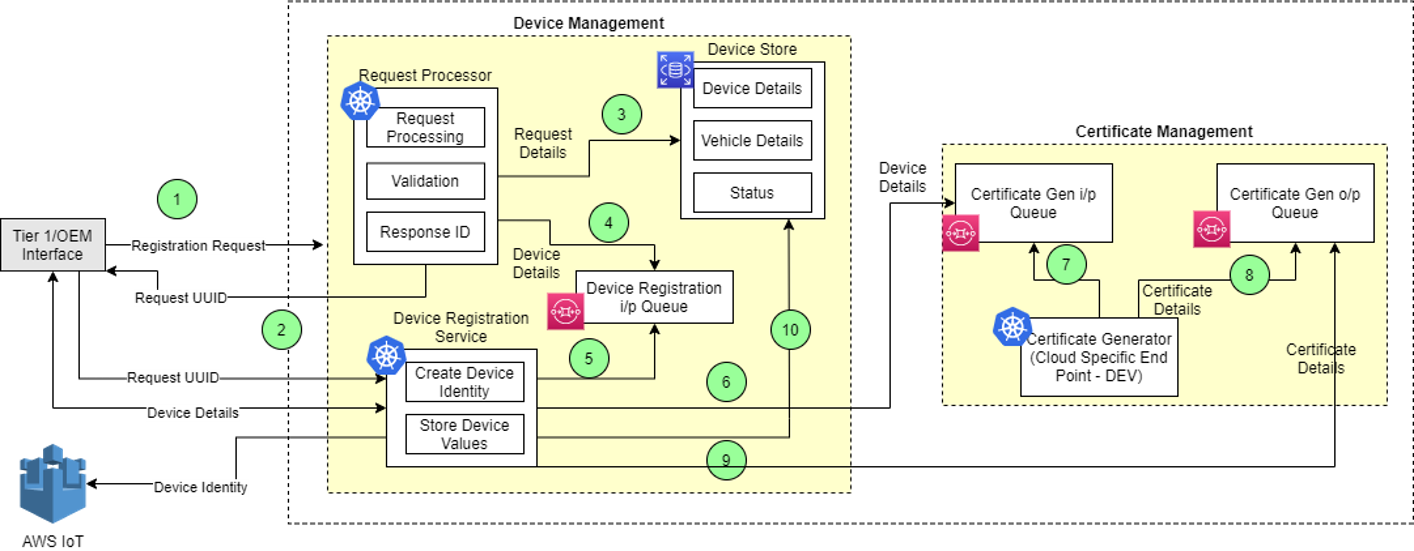 Device Management
Device Store
Request Processor
Device Details
Request
Processing
3
Request
Details
Vehicle Details
Certificate Management
Validation
Device
Details
Status
1
Certificate Gen i/p
Queue
Certificate Gen o/p
Queue
Response ID
4
Tier 1/OEM
Interface
Registration Request
Device
Details
7
8
Request UUID
Device Registration
i/p Queue
Certificate
Details
2
Device Registration
Service
10
Certificate Generator
(Cloud Specific End
Point - DEV)
Certificate
Details
5
Request UUID
Create Device
Identity
6
Device Details
Store Device
Values
9
Device Identity
AWS IoT